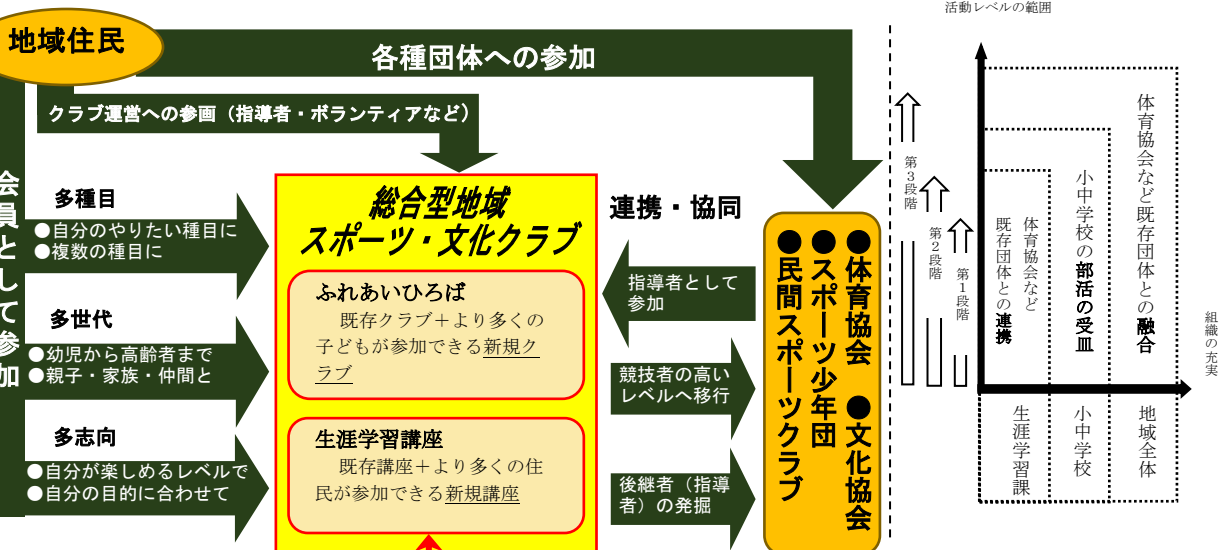 地域住民
各種団体への参加
クラブ運営への参画（指導者・ボランティアなど）
会員として参加
多種目
●自分のやりたい種目に
●複数の種目に
多世代
●幼児から高齢者まで
●親子・家族・仲間と
多志向
●自分が楽しめるレベルで
●自分の目的に合わせて
総合型地域
スポーツ・文化クラブ
ふれあいひろば
既存クラブ＋より多くの
子どもが参加できる新規ク
ラブ
生涯学習講座
既存講座＋より多くの住
民が参加できる新規講座
連携・協同
指導者として
参加
競技者の高い
レベルへ移行
後継者（指導
者）の発掘
●体育協会　●文化協会
●スポーツ少年団
●民間スポーツクラブ
活動レベルの範囲
第３段階
第２段階
第１段階
体育協会など
既存団体との連携
小中学校の部活の受皿
体育協会など既存団体との融合
組織の充実
生涯学習課
小中学校
地域全体